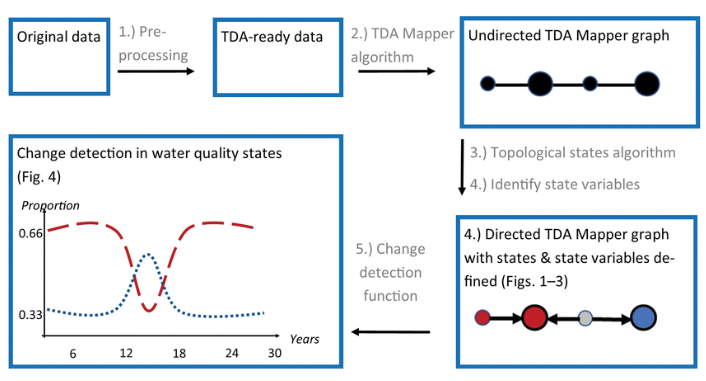 Original data
1.) Pre-
processing
TDA-ready data
2.) TDA Mapper
algorithm
Undirected TDA Mapper graph
3.) Topological states algorithm
4.) Identify state variables
4.) Directed TDA Mapper graph
with states & state variables de-
fined (Figs. 1–3)
5.) Change
detection
function
Change detection in water quality states
(Fig. 4)
Proportion
0.66
0.33
Years
6 12 18 24 30